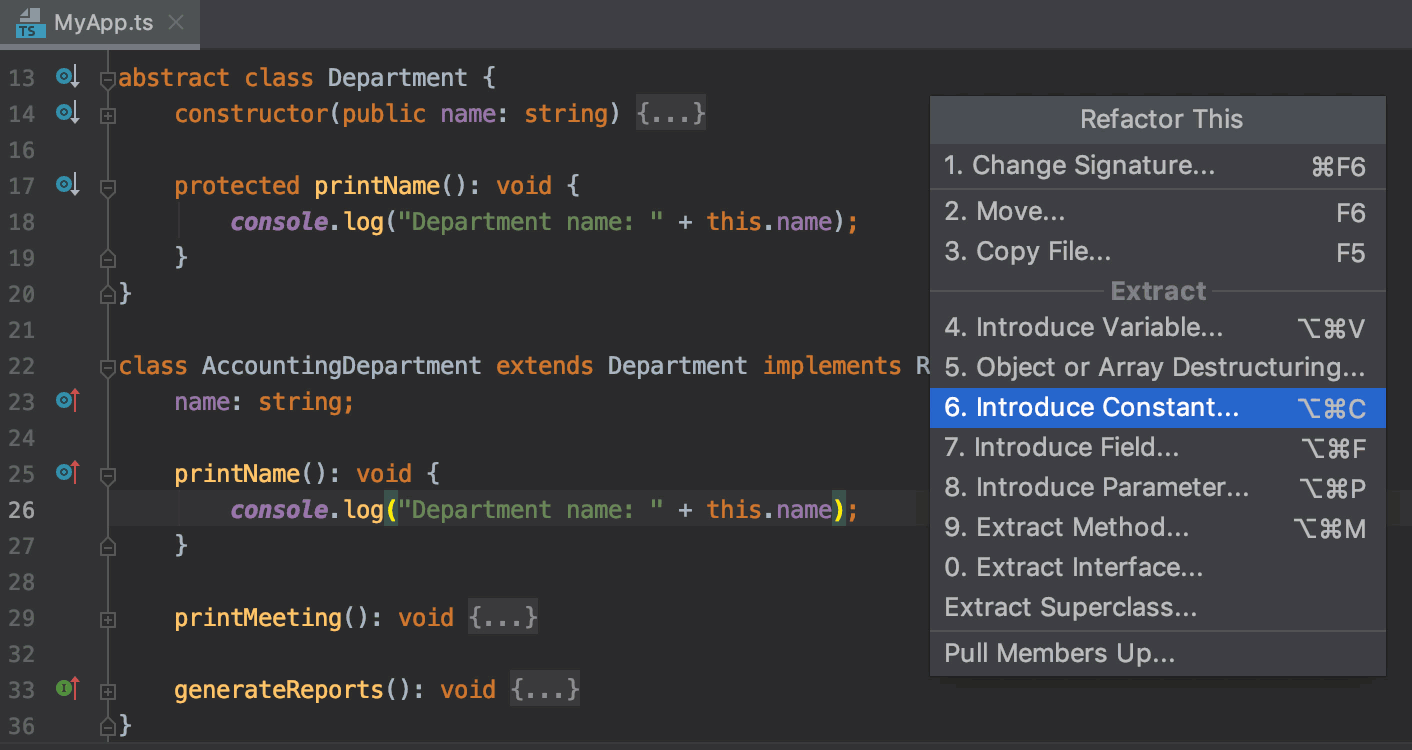 TS MyApp.ts
13 abstract class Department {
14 constructor(public name: string) {...}
16
17 protected printName(): void {
18 console.log("Department name: " + this.name);
19 }
20 }
21
22 class AccountingDepartment extends Department implements R
23 name: string;
24
25 printName(): void {
26 console.log("Department name: " + this.name);
27 }
28
29 printMeeting(): void {...}
32
33 I generateReports(): void {...}
36 }
Refactor This
1. Change Signature... ⌘F6
2. Move... F6
3. Copy File... F5
Extract
4. Introduce Variable... ⌥⌘V
5. Object or Array Destructuring...
6. Introduce Constant... ⌥⌘C
7. Introduce Field... ⌥⌘F
8. Introduce Parameter... ⌥⌘P
9. Extract Method... ⌥⌘M
0. Extract Interface...
Extract Superclass...
Pull Members Up...